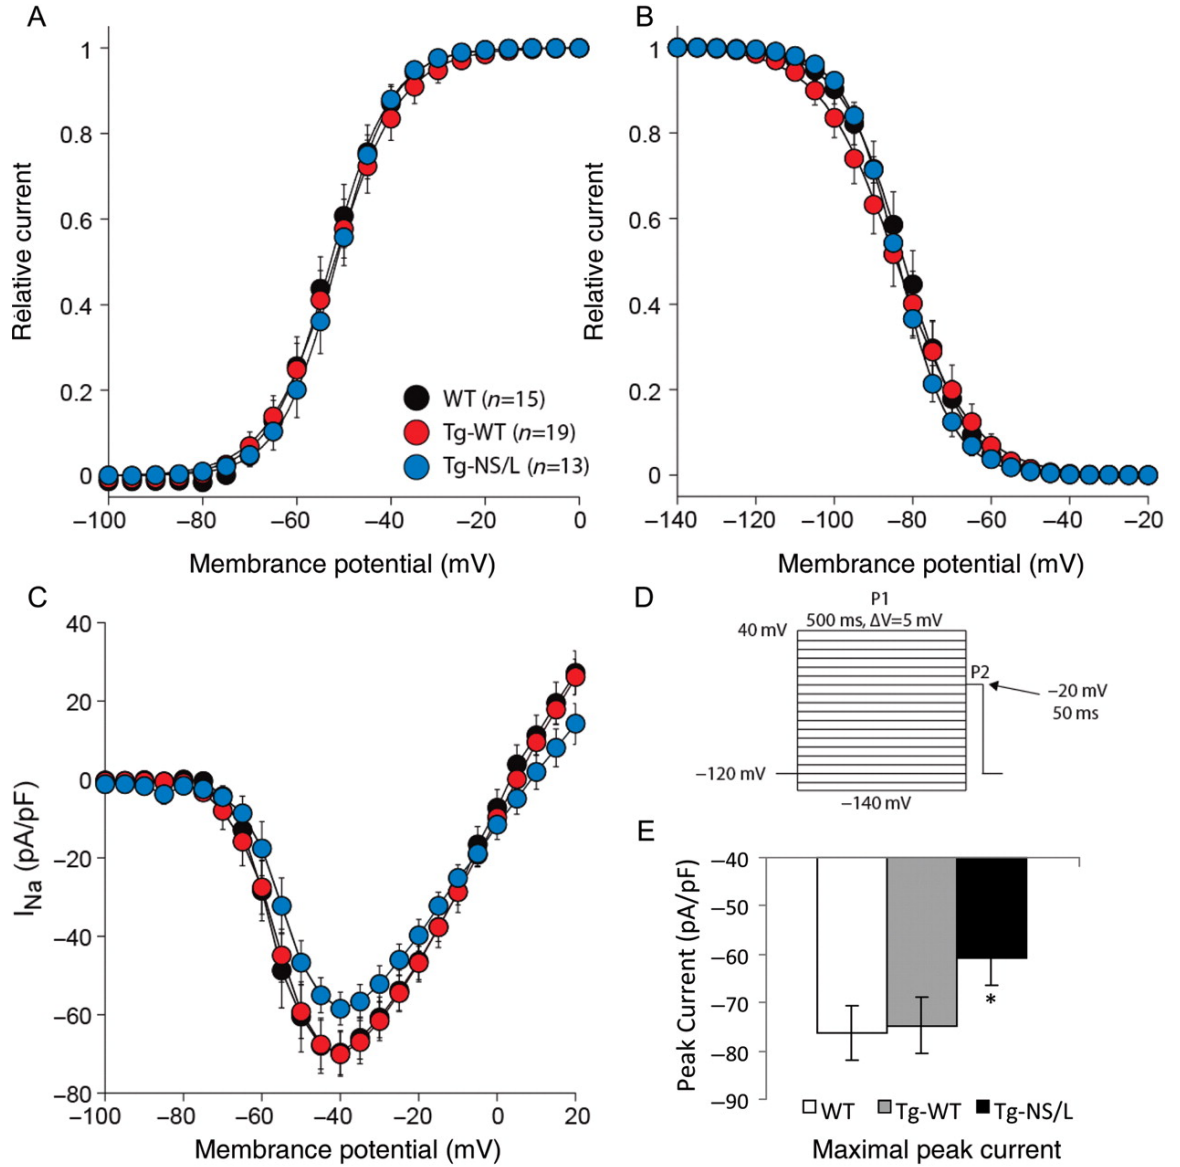 A
1
0.8
0.6
0.4
0.2
0
Relative current
−100
−80
−60
−40
−20
0
Membrance potential (mV)
WT (n=15)
Tg-WT (n=19)
Tg-NS/L (n=13)
B
1
0.8
0.6
0.4
0.2
0
Relative current
−140
−120
−100
−80
−60
−40
−20
Membrance potential (mV)
C
40
20
0
−20
−40
−60
−80
INa (pA/pF)
−100
−80
−60
−40
−20
0
20
Membrance potential (mV)
D
P1
500 ms, ΔV=5 mV
40 mV
P2
−20 mV
50 ms
−120 mV
−140 mV
E
−40
−50
−60
−70
−80
−90
Peak Current (pA/pF)
*
WT Tg-WT Tg-NS/L
Maximal peak current